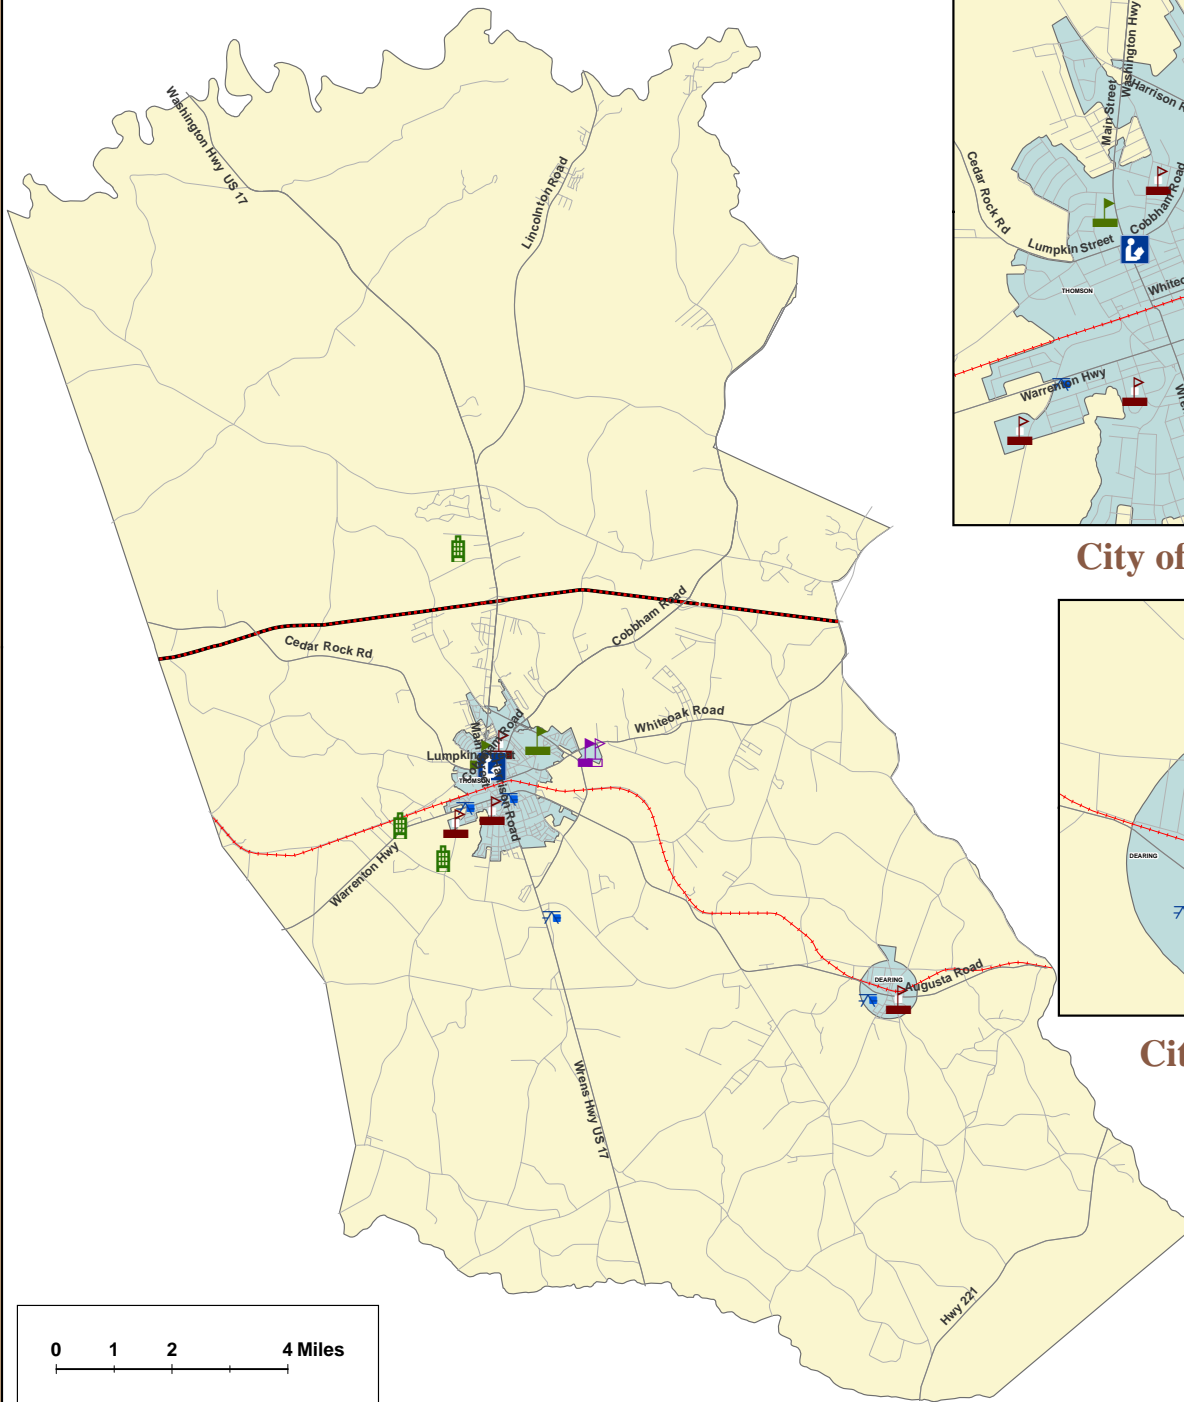 Washington Hwy US 17
Lincolnton Road
Cedar Rock Rd
Cobbham Road
Whiteoak Road
Lumpkin
THOMSON
Warrenton Hwy
DEARING
Augusta Road
Wrens Hwy US 17
Hwy 221
0 1 2 4 Miles
Washington Hwy
Main Street
Harrison R
Cedar Rock Rd
Cobbham Road
Lumpkin Street
THOMSON
Whiteo
Warrenton Hwy
Wre
City of
DEARING
Cit